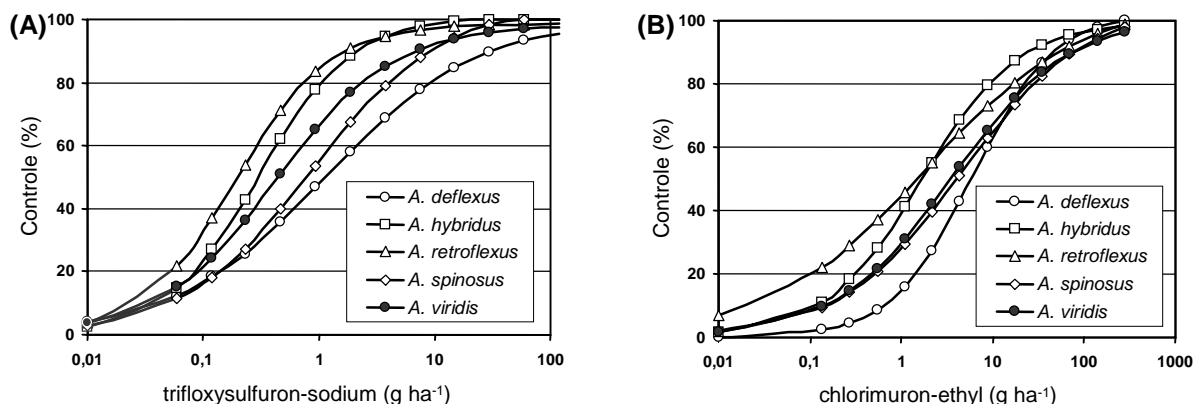 (A)
Controle (%)
100
80
60
40
20
0
A. deflexus
A. hybridus
A. retroflexus
A. spinosus
A. viridis
0,01 0,1 1 10 100
trifloxysulfuron-sodium (g ha-1)
(B)
Controle (%)
100
80
60
40
20
0
A. deflexus
A. hybridus
A. retroflexus
A. spinosus
A. viridis
0,01 0,1 1 10 100 1000
chlorimuron-ethyl (g ha-1)